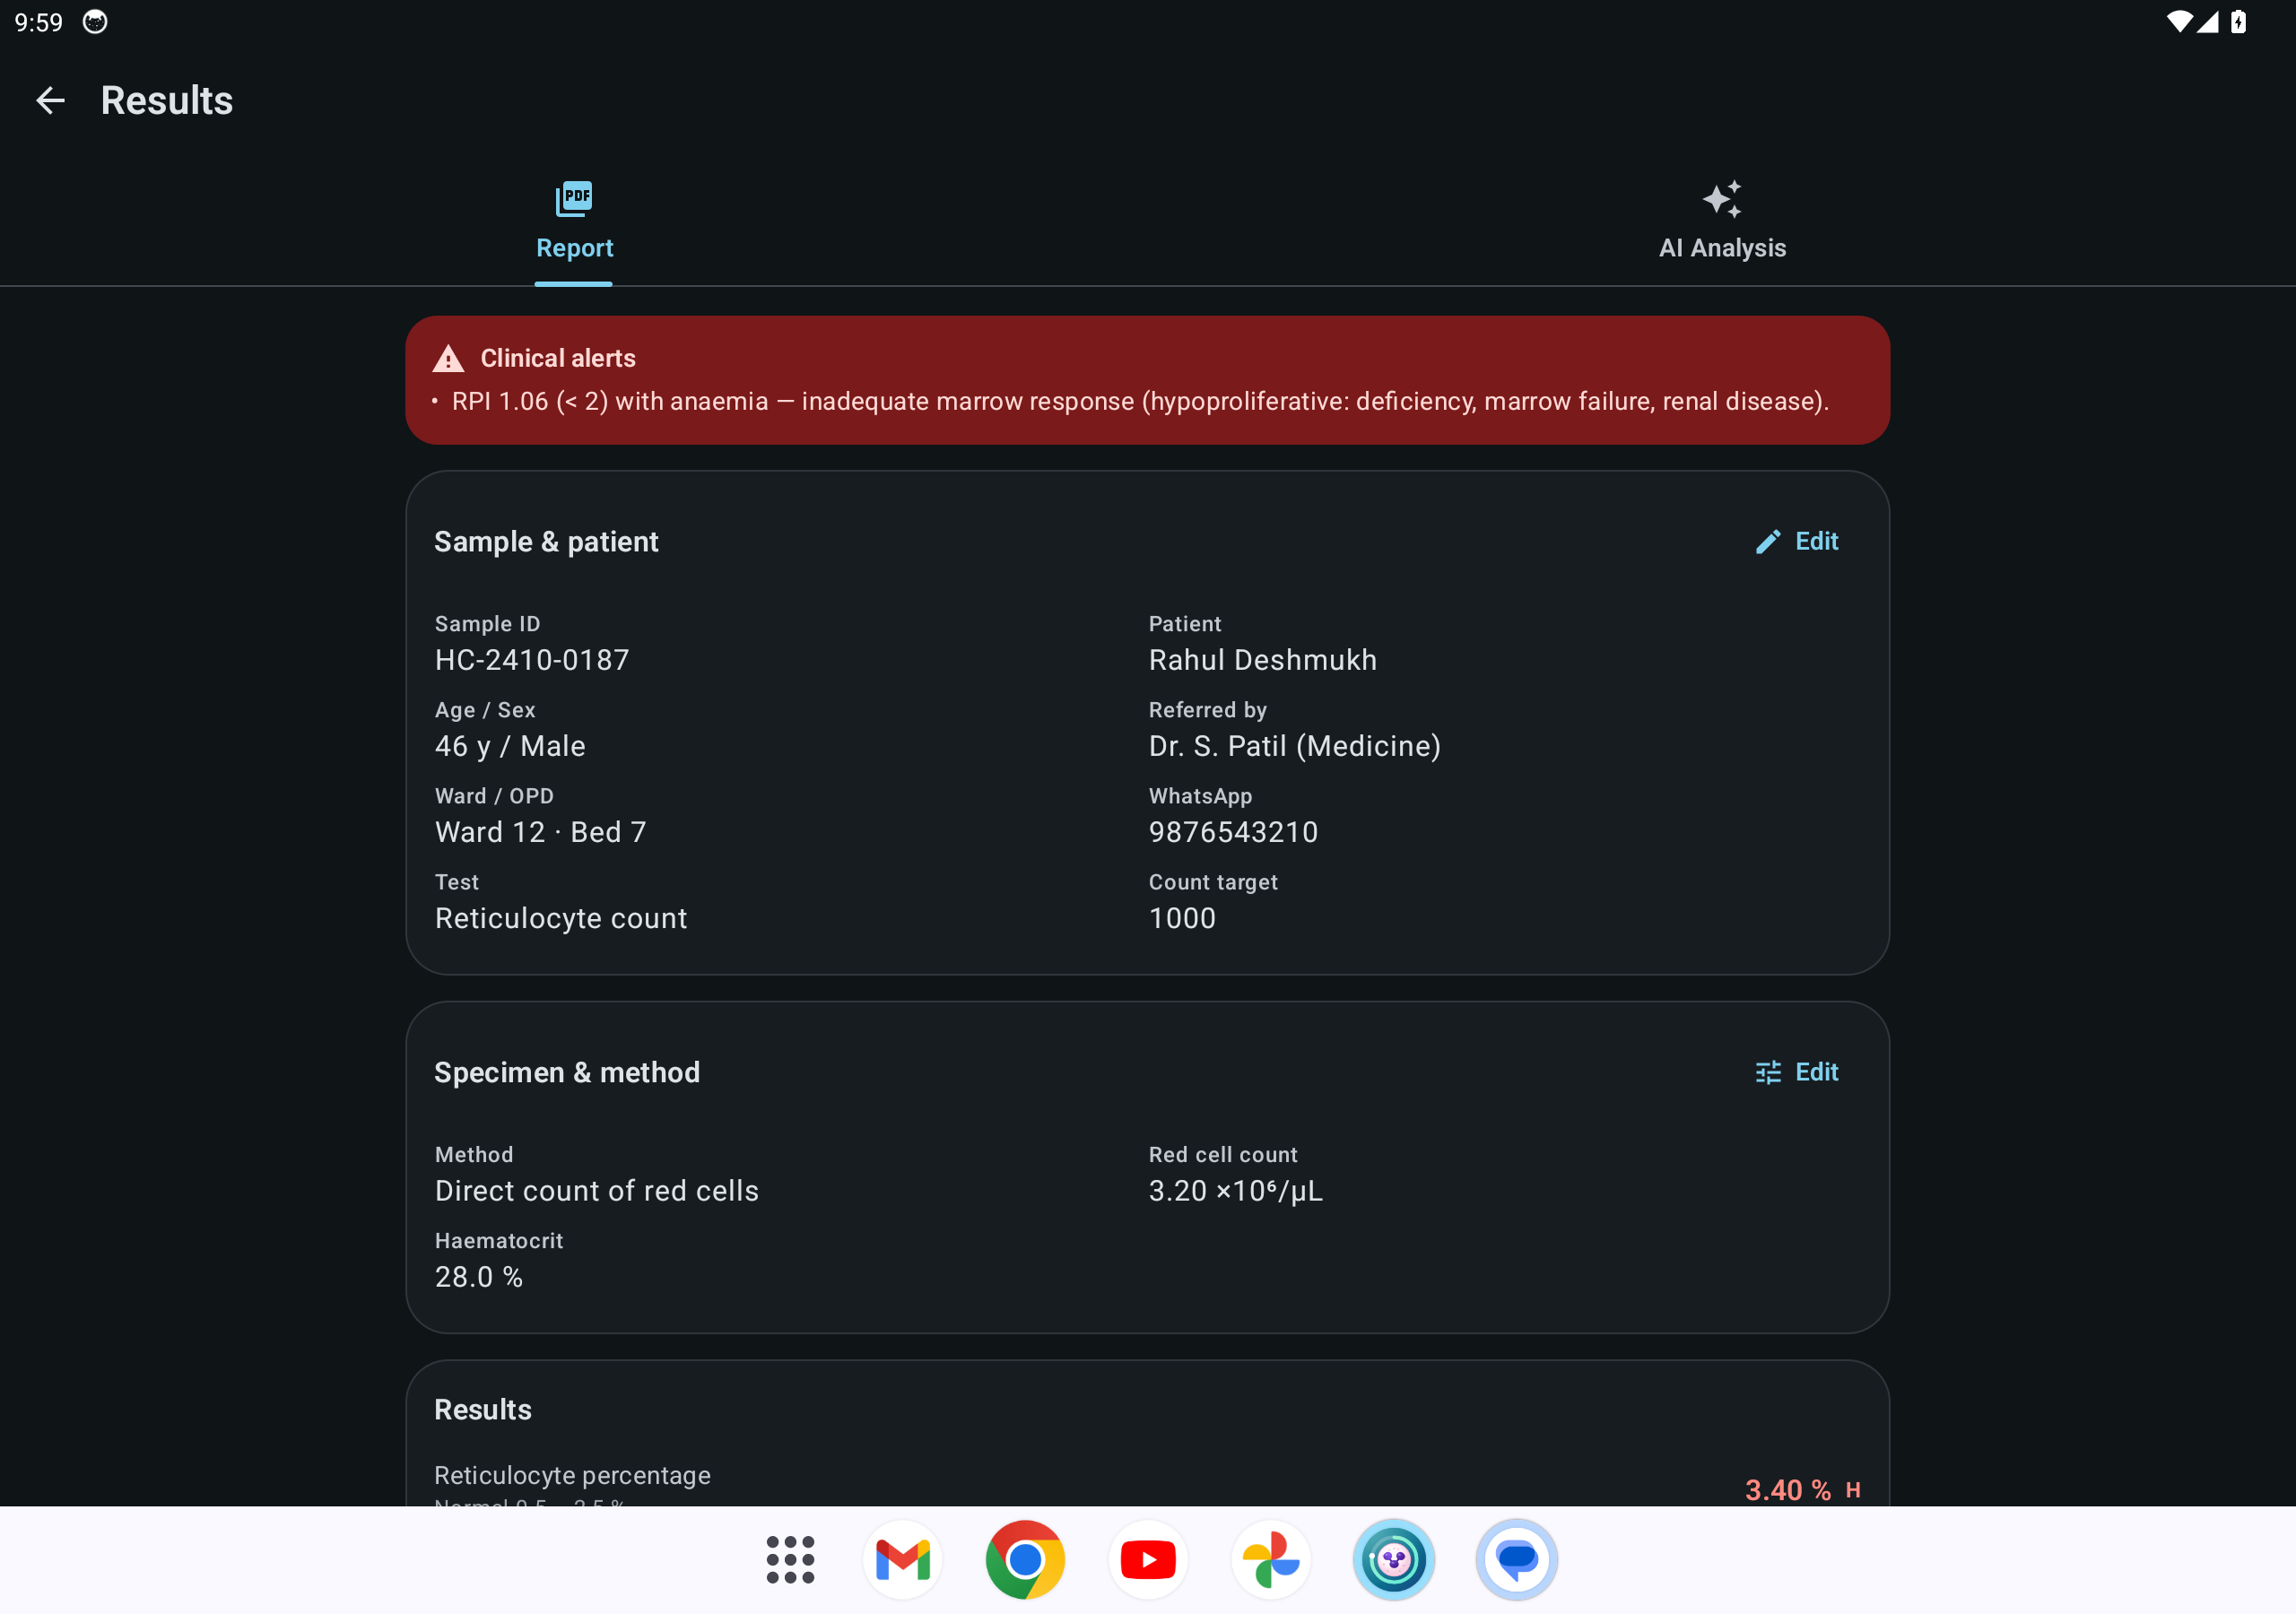 9:59
Results
PDF
Report
AI Analysis
Clinical alerts
• RPI 1.06 (< 2) with anaemia — inadequate marrow response (hypoproliferative: deficiency, marrow failure, renal disease).
Sample & patient
Edit
Sample ID
HC-2410-0187
Patient
Rahul Deshmukh
Age / Sex
46 y / Male
Referred by
Dr. S. Patil (Medicine)
Ward / OPD
Ward 12 · Bed 7
WhatsApp
9876543210
Test
Reticulocyte count
Count target
1000
Specimen & method
Edit
Method
Direct count of red cells
Red cell count
3.20 ×10⁶/µL
Haematocrit
28.0 %
Results
Reticulocyte percentage
3.40 % H